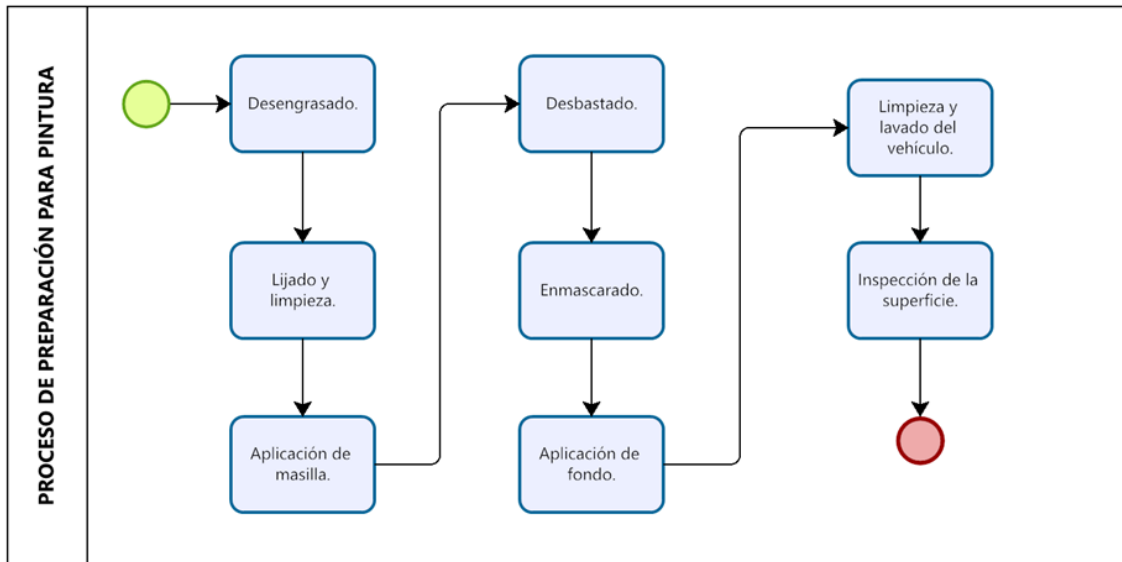 PROCESO DE PREPARACIÓN PARA PINTURA
Desengrasado.
Lijado y
limpieza.
Aplicación de
masilla.
Desbastado.
Enmascarado.
Aplicación de
fondo.
Limpieza y
lavado del
vehículo.
Inspección de la
superficie.